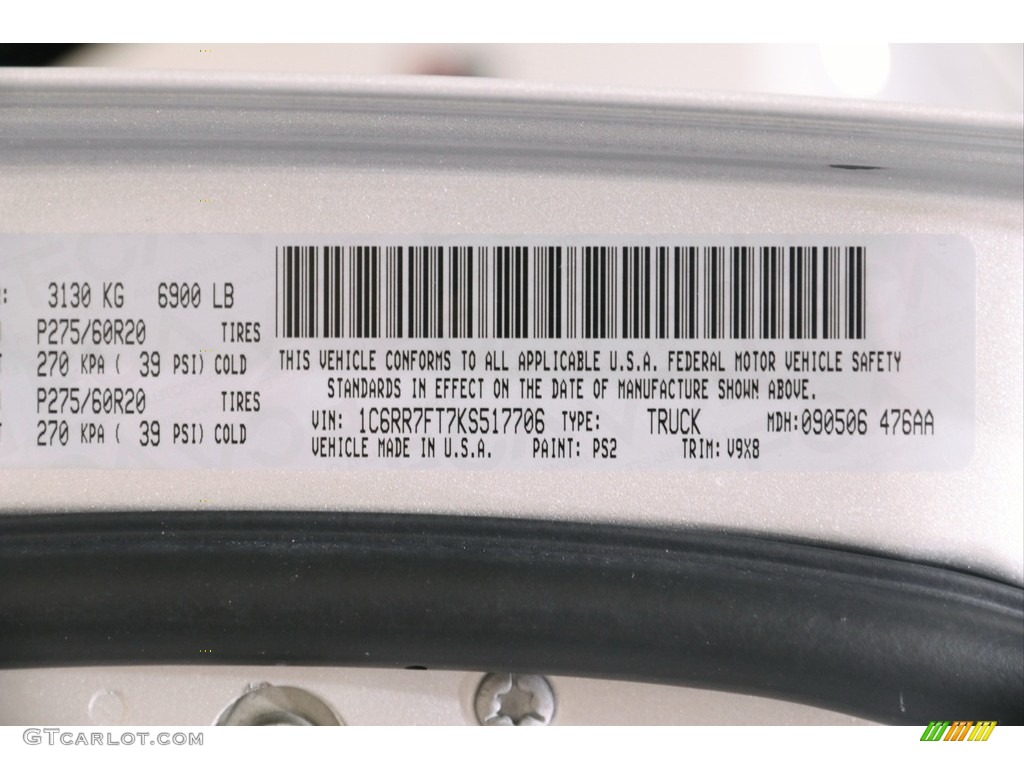 : 3130 KG 6900 LB
P275/60R20 TIRES
270 KPA ( 39 PSI) COLD
P275/60R20 TIRES
270 KPA ( 39 PSI) COLD
THIS VEHICLE CONFORMS TO ALL APPLICABLE U.S.A. FEDERAL MOTOR VEHICLE SAFETY
STANDARDS IN EFFECT ON THE DATE OF MANUFACTURE SHOWN ABOVE.
VIN: 1C6RR7FT7KS517706 TYPE: TRUCK MDH:090506 476AA
VEHICLE MADE IN U.S.A. PAINT: PS2 TRIM: V9X8
GTCARLOT.COM